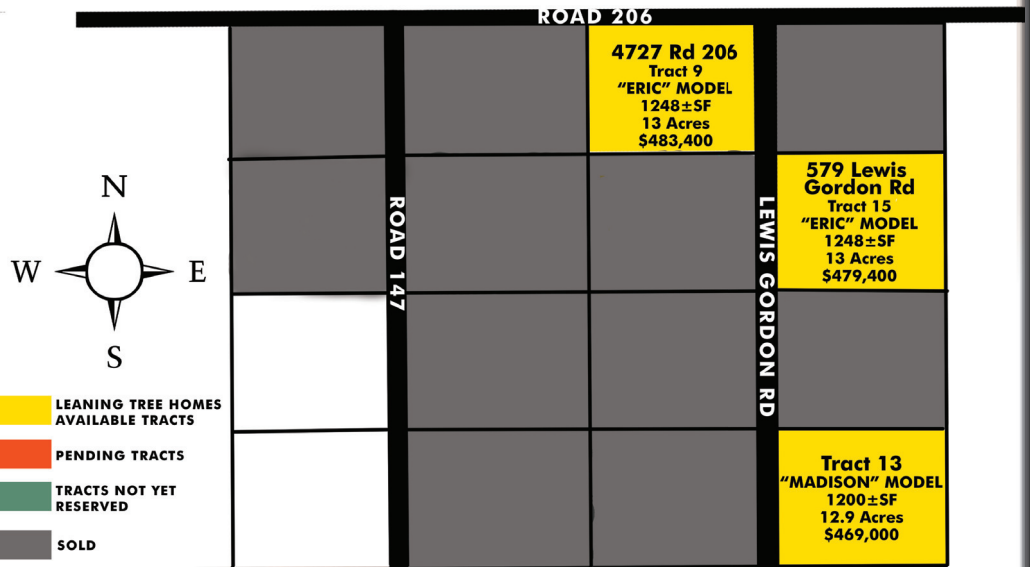 ROAD 206
4727 Rd 206
Tract 9
“ERIC” MODEL
1248±SF
13 Acres
$483,400
579 Lewis
Gordon Rd
Tract 15
“ERIC” MODEL
1248±SF
13 Acres
$479,400
ROAD 147
LEWIS GORDON RD
N
W
E
S
LEANING TREE HOMES
AVAILABLE TRACTS
PENDING TRACTS
TRACTS NOT YET
RESERVED
SOLD
Tract 13
“MADISON” MODEL
1200±SF
12.9 Acres
$469,000